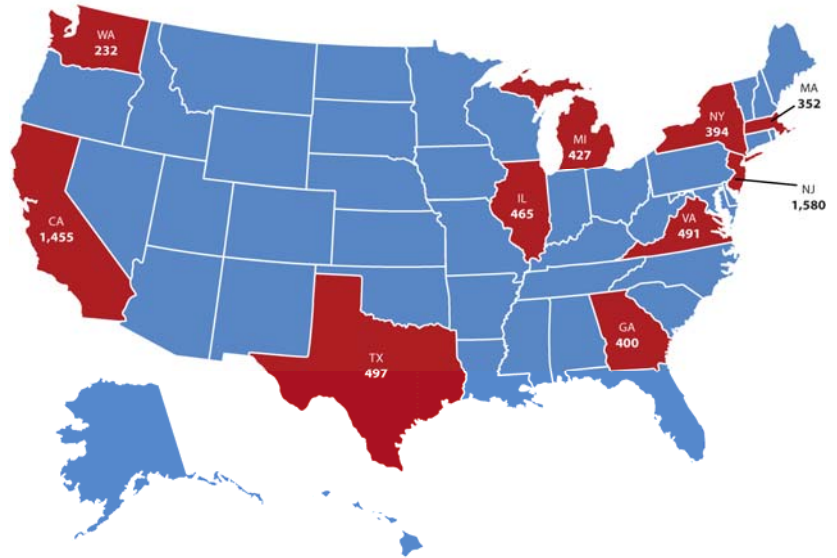 WA
232
MA
352
NY
394
MI
427
NJ
1,580
IL
465
CA
1,455
VA
491
GA
400
TX
497